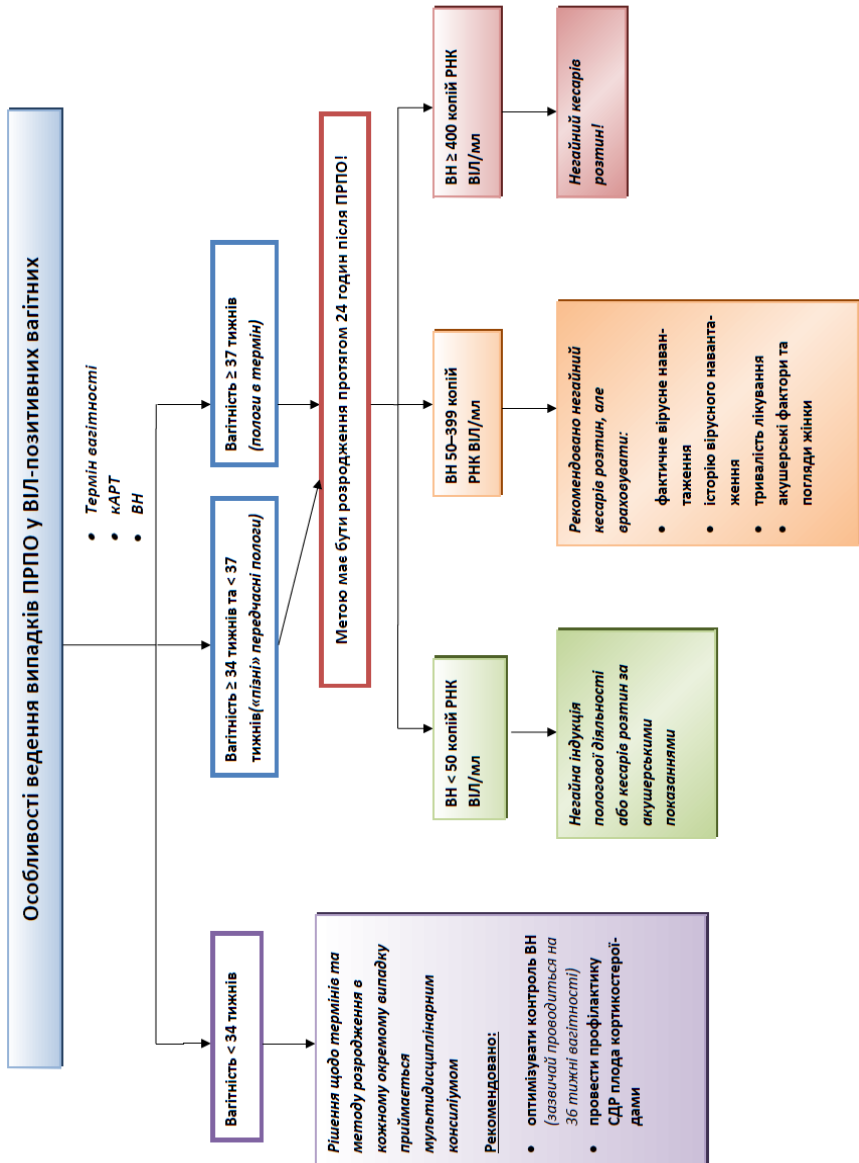 Особливості ведення випадків ПРПО у ВІЛ-позитивних вагітних
• Термін вагітності
• кАРТ
• ВН
Вагітність < 34 тижнів
Вагітність ≥ 34 тижнів та < 37
тижнів(«пізні» передчасні пологи)
Вагітність ≥ 37 тижнів
(пологи в термін)
Рішення щодо термінів та
методу розродження в
кожному окремому випадку
приймається
мультидисциплінарним
консиліумом
Рекомендовано:
• оптимізувати контроль ВН
(зазвичай проводиться на
36 тижні вагітності)
• провести профілактику
СДР плода кортикостерої-
дами
Метою має бути розродження протягом 24 годин після ПРПО!
ВН < 50 копій РНК
ВІЛ/мл
ВН 50–399 копій
РНК ВІЛ/мл
ВН ≥ 400 копій РНК
ВІЛ/мл
Негайна індукція
пологової діяльності
або кесарів розтин за
акушерськими
показаннями
Рекомендовано негайний
кесарів розтин, але
враховувати:
• фактичне вірусне наван-
таження
• історію вірусного наванта-
ження
• тривалість лікування
• акушерські фактори та
погляди жінки
Негайний кесарів
розтин!